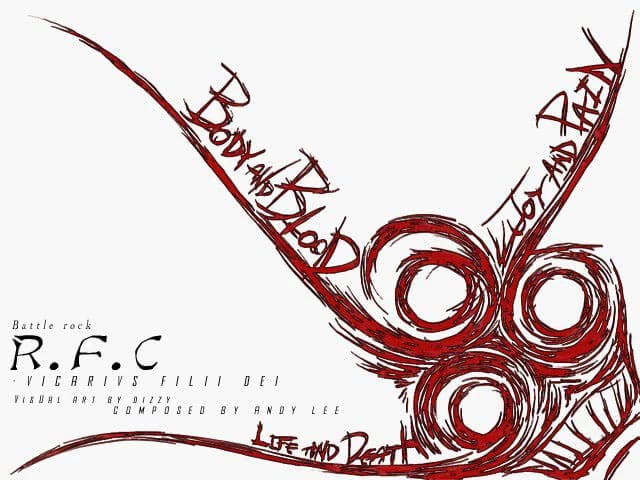 Body and Blood
Joy and Pain
Battle rock
R.F.C
·VICARIVS FILII DEI
VisUal art by dizzy
composed by Andy Lee
Life and Death